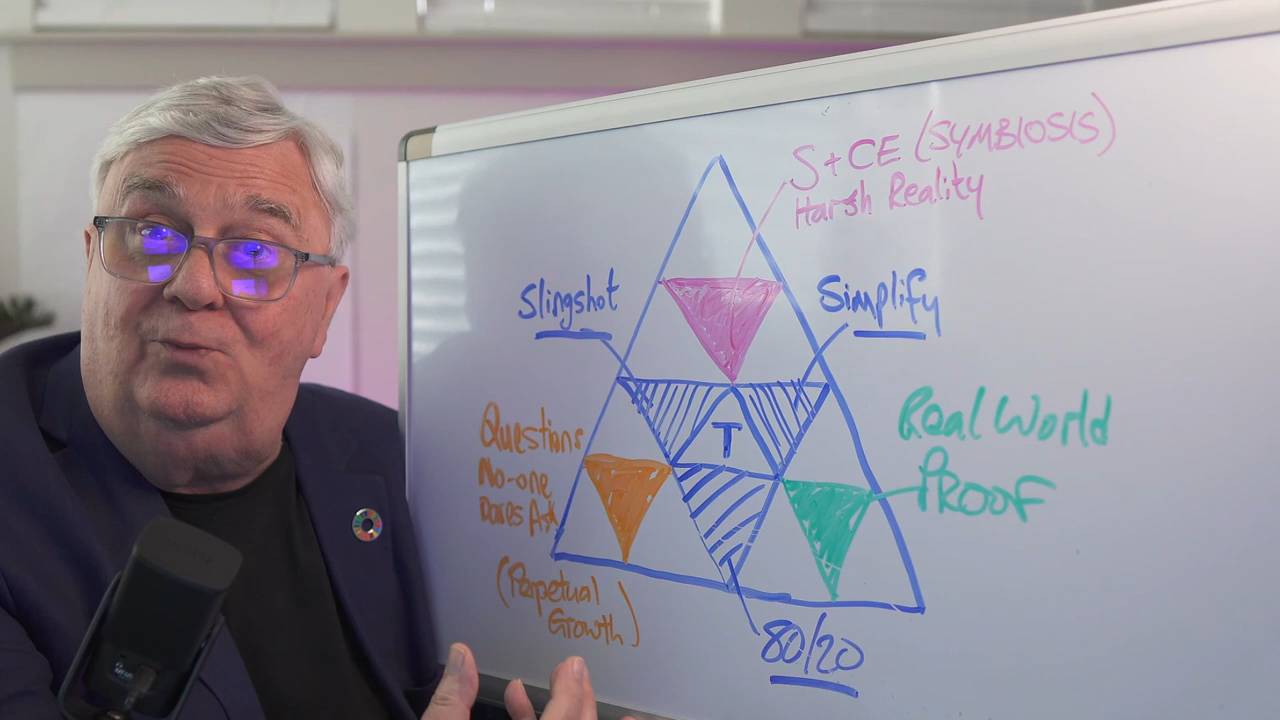 S+CE (SYMBIOSIS)
Harsh Reality
Slingshot
Simplify
T
Questions
No-one
Dares Ask
(Perpetual
Growth)
Real World
PROOF
80/20